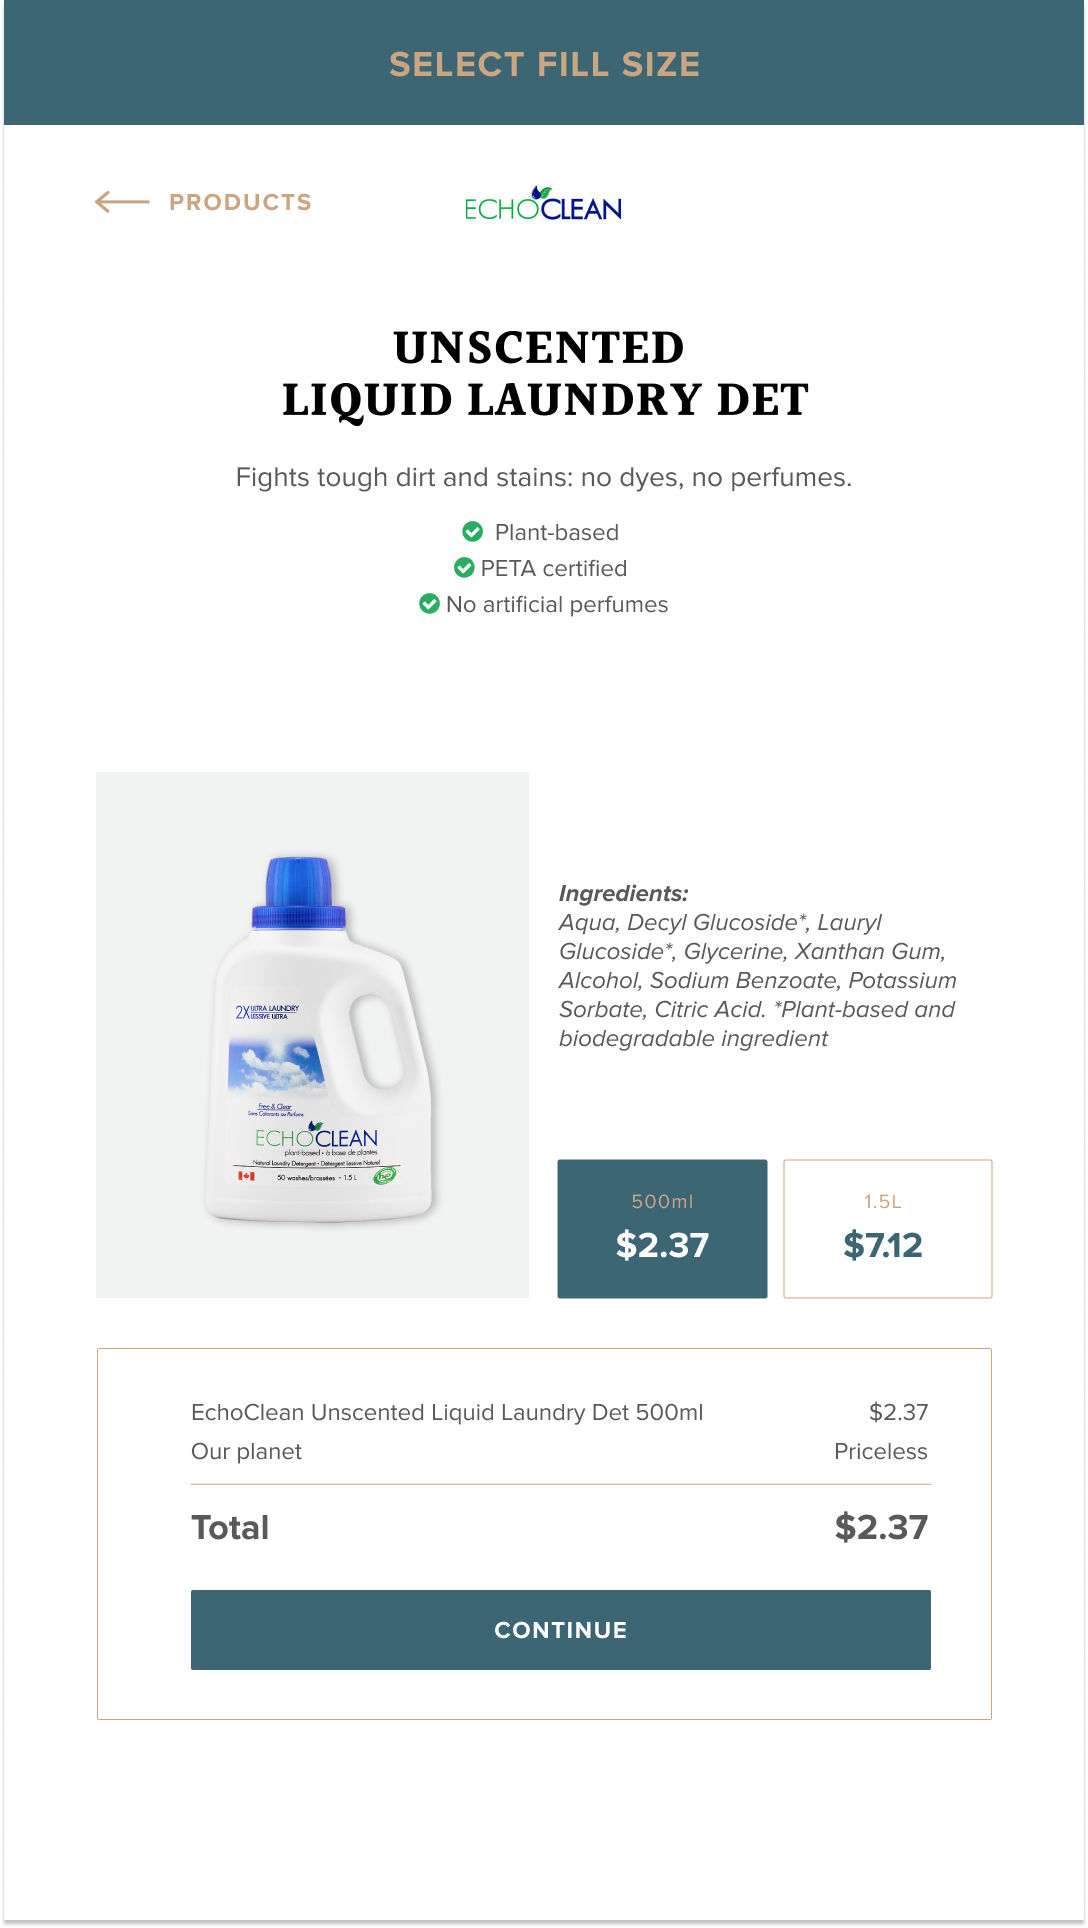 SELECT FILL SIZE
PRODUCTS
ECHOCLEAN
UNSCENTED
LIQUID LAUNDRY DET
Fights tough dirt and stains: no dyes, no perfumes.
Plant-based
PETA certified
No artificial perfumes
2X ULTRA LAUNDRY
LESSIVE ULTRA
Free & Clear
Sans Colorants ou Parfums
ECHOCLEAN
plant-based • à base de plantes
Natural Laundry Detergent • Détergent Lessive Naturel
50 washes/brassées • 1.5 L
he
Ingredients:
Aqua, Decyl Glucoside*, Lauryl
Glucoside*, Glycerine, Xanthan Gum,
Alcohol, Sodium Benzoate, Potassium
Sorbate, Citric Acid. *Plant-based and
biodegradable ingredient
500ml
$2.37
1.5L
$7.12
EchoClean Unscented Liquid Laundry Det 500ml $2.37
Our planet Priceless
Total $2.37
CONTINUE